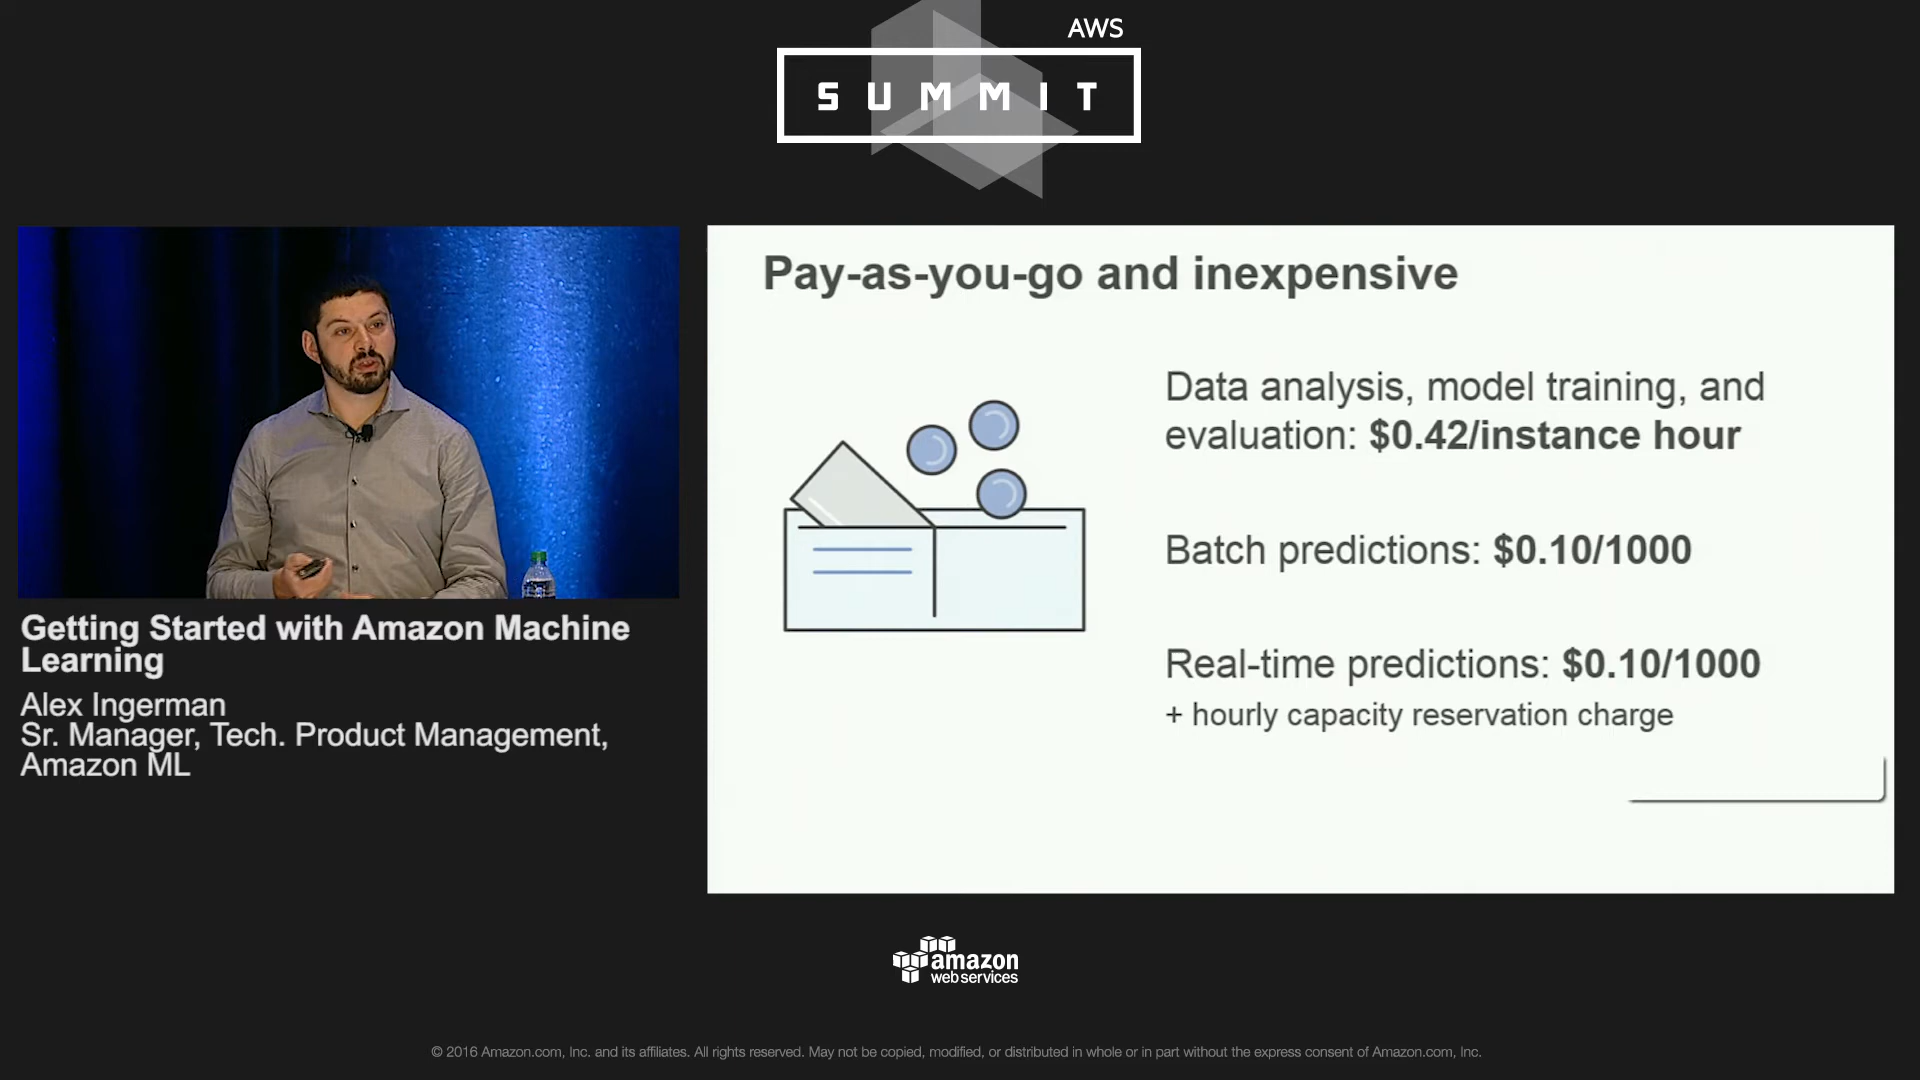 AWS
SUMMIT
Pay-as-you-go and inexpensive
Data analysis, model training, and
evaluation: $0.42/instance hour
Batch predictions: $0.10/1000
Real-time predictions: $0.10/1000
+ hourly capacity reservation charge
Getting Started with Amazon Machine
Learning
Alex Ingerman
Sr. Manager, Tech. Product Management,
Amazon ML
amazon
web services
© 2016 Amazon.com, Inc. and its affiliates. All rights reserved. May not be copied, modified, or distributed in whole or in part without the express consent of Amazon.com, Inc.